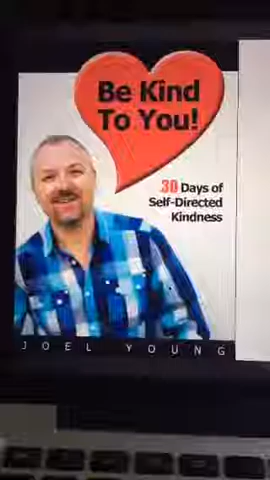 Be Kind
To You!
30 Days of
Self-Directed
Kindness
JOEL YOUNG